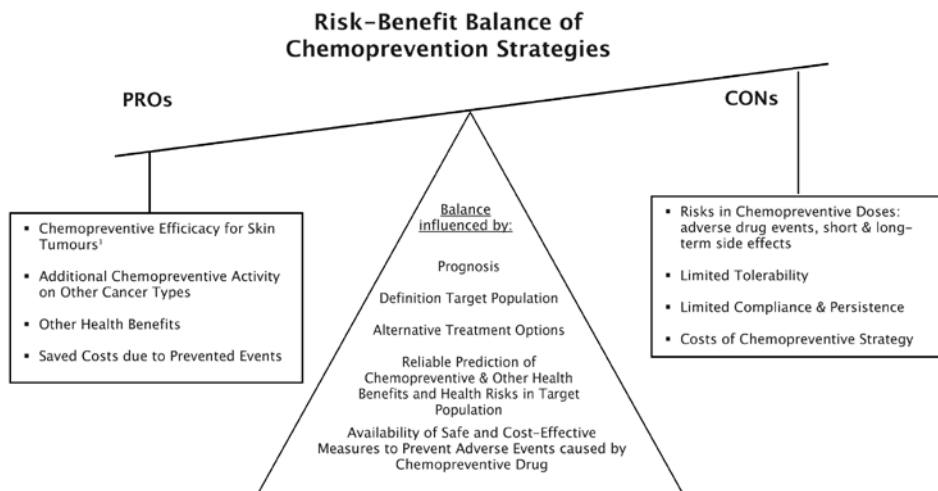 Risk–Benefit Balance of
Chemoprevention Strategies
PROs
CONs
▪ Chemopreventive Efficicacy for Skin
Tumours³
▪ Additional Chemopreventive Activity
on Other Cancer Types
▪ Other Health Benefits
▪ Saved Costs due to Prevented Events
Balance
influenced by:
Prognosis
Definition Target Population
Alternative Treatment Options
Reliable Prediction of
Chemopreventive & Other Health
Benefits and Health Risks in Target
Population
Availability of Safe and Cost–Effective
Measures to Prevent Adverse Events caused by
Chemopreventive Drug
▪ Risks in Chemopreventive Doses:
adverse drug events, short & long–
term side effects
▪ Limited Tolerability
▪ Limited Compliance & Persistence
▪ Costs of Chemopreventive Strategy